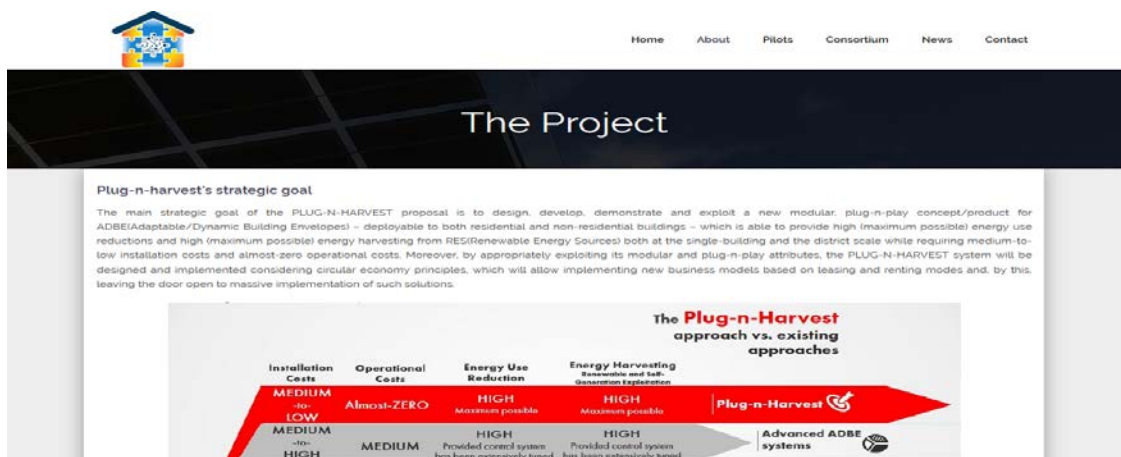 Home About Pilots Consortium News Contact
The Project
Plug-n-harvest's strategic goal
The main strategic goal of the PLUG-N-HARVEST proposal is to design, develop, demonstrate and exploit a new modular, plug-n-play concept/product for
ADBE(Adaptable/Dynamic Building Envelopes) – deployable to both residential and non-residential buildings – which is able to provide high (maximum possible) energy use
reductions and high (maximum possible) energy harvesting from RES(Renewable Energy Sources) both at the single-building and the district scale while requiring medium-to-
low installation costs and almost-zero operational costs. Moreover, by appropriately exploiting its modular and plug-n-play attributes, the PLUG-N-HARVEST system will be
designed and implemented considering circular economy principles, which will allow implementing new business models based on leasing and renting modes and, by this,
leaving the door open to massive implementation of such solutions.
The Plug-n-Harvest
approach vs. existing
approaches
Installation
Costs
Operational
Costs
Energy Use
Reduction
Energy Harvesting
Renewable and Self-
Generation Exploitation
MEDIUM
-to-
LOW
Almost-ZERO
HIGH
Maximum possible
HIGH
Maximum possible
Plug-n-Harvest
MEDIUM
-to-
HIGH
MEDIUM
HIGH
Provided control system
has been extensively tuned
HIGH
Provided control system
has been extensively tuned
Advanced ADBE
systems